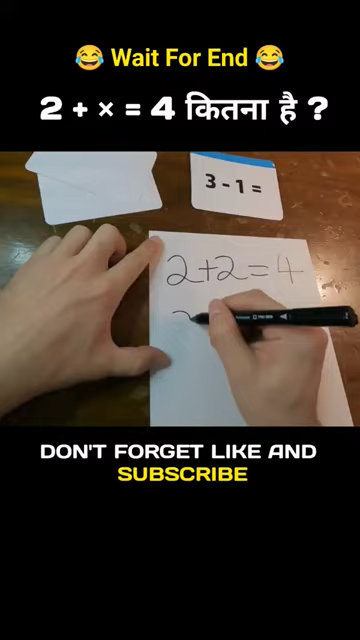 😂 Wait For End 😂
2 + × = 4 कितना है ?
3 - 1 =
2+2=4
DON'T FORGET LIKE AND
SUBSCRIBE